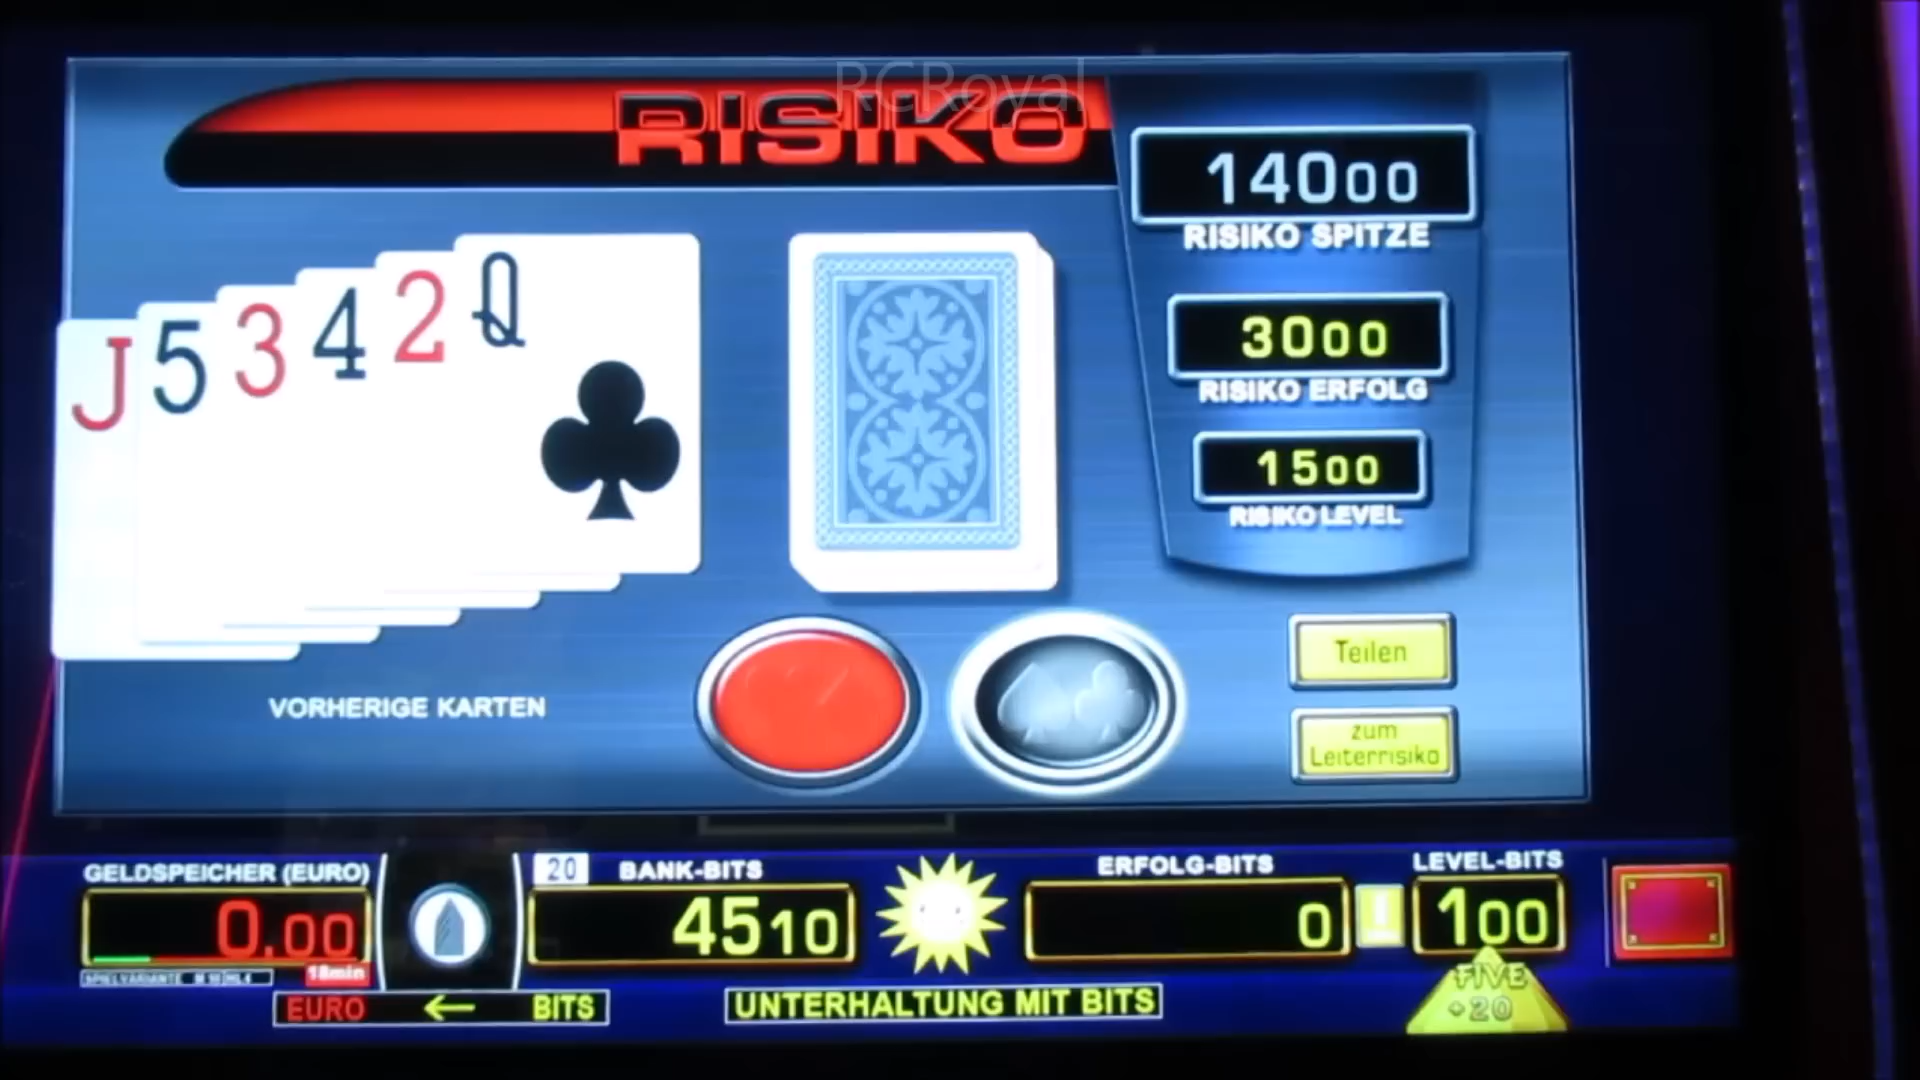 RCRoyal
RISIKO
14000
RISIKO SPITZE
3000
RISIKO ERFOLG
1500
RISIKO LEVEL
J 5 3 4 2 Q
VORHERIGE KARTEN
Teilen
zum
Leiterrisiko
GELDSPEICHER (EURO)
0,00
18min
20 BANK-BITS
4510
ERFOLG-BITS
0
LEVEL-BITS
100
EURO ← BITS
UNTERHALTUNG MIT BITS
FIVE
+20